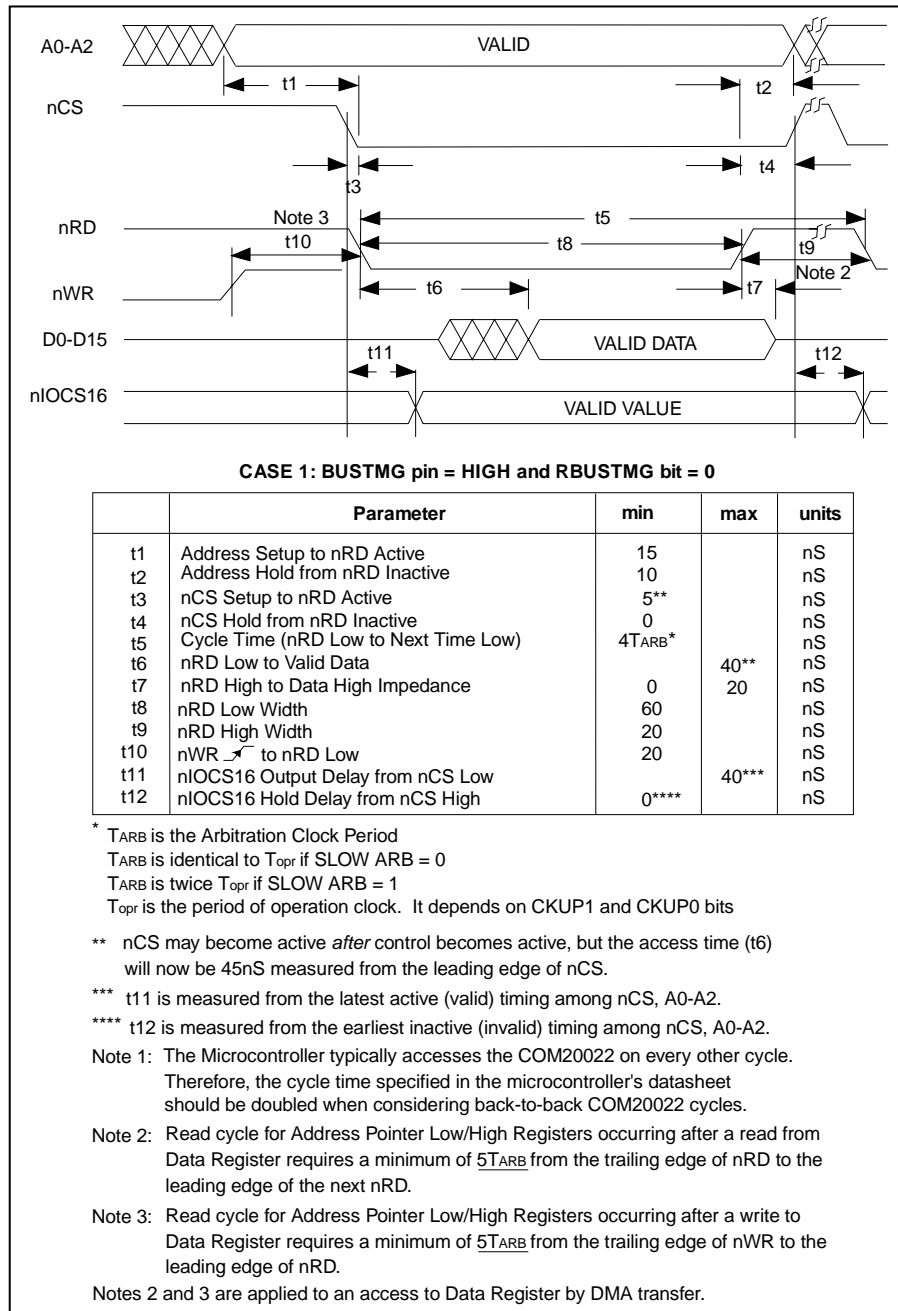 A0-A2
VALID
t1
t2
nCS
t3
t4
nRD
Note 3
t5
t10
t8
t9
nWR
t6
t7
Note 2
D0-D15
VALID DATA
t11
t12
nIOCS16
VALID VALUE
CASE 1: BUSTMG pin = HIGH and RBUSTMG bit = 0
Parameter min max units
t1 Address Setup to nRD Active 15 nS
t2 Address Hold from nRD Inactive 10 nS
t3 nCS Setup to nRD Active 5** nS
t4 nCS Hold from nRD Inactive 0 nS
t5 Cycle Time (nRD Low to Next Time Low) 4TARB* nS
t6 nRD Low to Valid Data 40** nS
t7 nRD High to Data High Impedance 0 20 nS
t8 nRD Low Width 60 nS
t9 nRD High Width 20 nS
t10 nWR to nRD Low 20 nS
t11 nIOCS16 Output Delay from nCS Low 40*** nS
t12 nIOCS16 Hold Delay from nCS High 0**** nS
* TARB is the Arbitration Clock Period
TARB is identical to Topr if SLOW ARB = 0
TARB is twice Topr if SLOW ARB = 1
Topr is the period of operation clock. It depends on CKUP1 and CKUP0 bits
** nCS may become active after control becomes active, but the access time (t6)
will now be 45nS measured from the leading edge of nCS.
*** t11 is measured from the latest active (valid) timing among nCS, A0-A2.
**** t12 is measured from the earliest inactive (invalid) timing among nCS, A0-A2.
Note 1: The Microcontroller typically accesses the COM20022 on every other cycle.
Therefore, the cycle time specified in the microcontroller's datasheet
should be doubled when considering back-to-back COM20022 cycles.
Note 2: Read cycle for Address Pointer Low/High Registers occurring after a read from
Data Register requires a minimum of 5TARB from the trailing edge of nRD to the
leading edge of the next nRD.
Note 3: Read cycle for Address Pointer Low/High Registers occurring after a write to
Data Register requires a minimum of 5TARB from the trailing edge of nWR to the
leading edge of nRD.
Notes 2 and 3 are applied to an access to Data Register by DMA transfer.